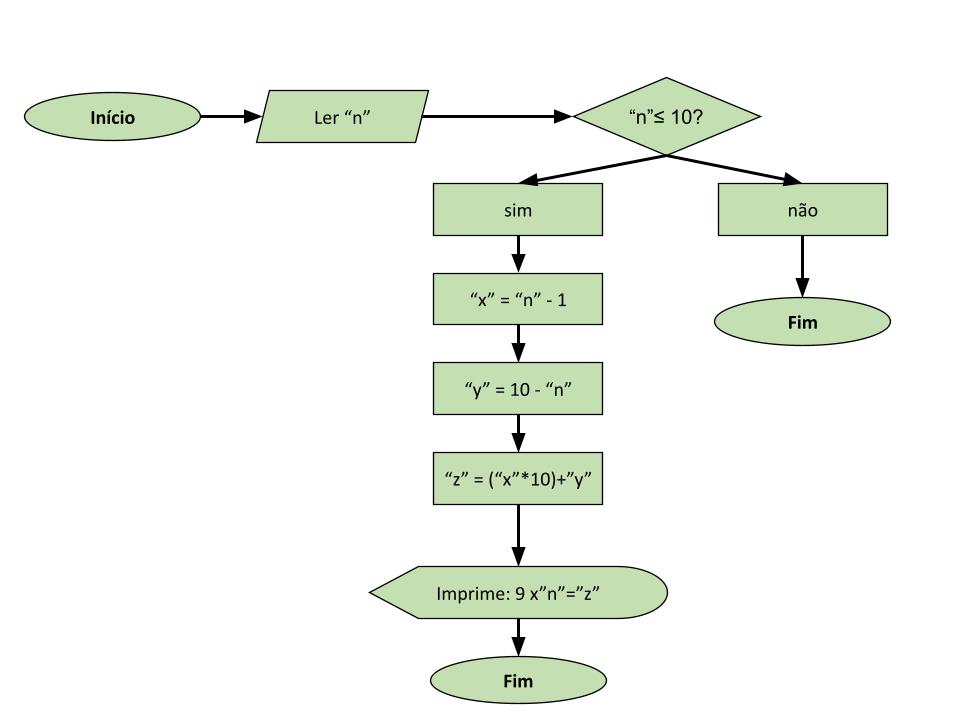 Início
Ler “n”
“n”≤ 10?
sim
não
“x” = “n” - 1
Fim
“y” = 10 - “n”
“z” = (“x”*10)+”y”
Imprime: 9 x”n”=”z”
Fim